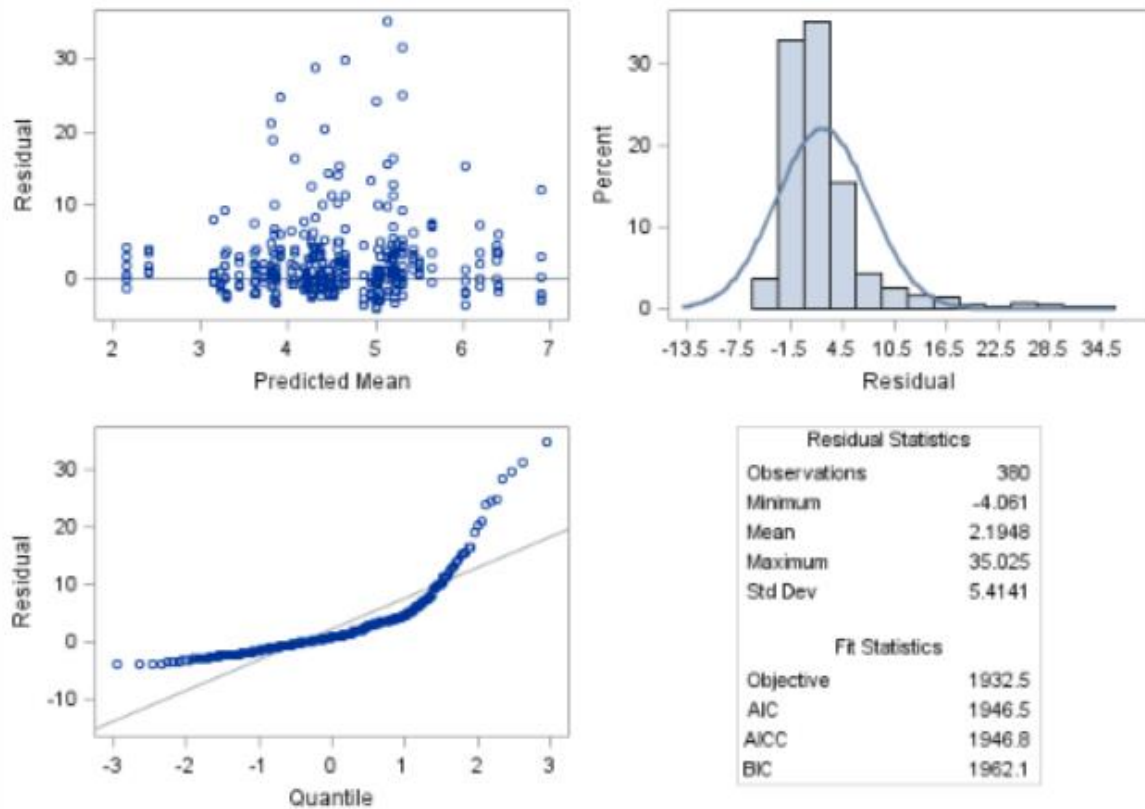 30
20
10
0
Residual
2 3 4 5 6 7
Predicted Mean
30
20
10
0
Percent
-13.5 -7.5 -1.5 4.5 10.5 16.5 22.5 28.5 34.5
Residual
30
20
10
0
-10
Residual
-3 -2 -1 0 1 2 3
Quantile
Residual Statistics
Observations 380
Minimum -4.061
Mean 2.1948
Maximum 35.025
Std Dev 5.4141
Fit Statistics
Objective 1932.5
AIC 1946.5
AICC 1946.8
BIC 1962.1